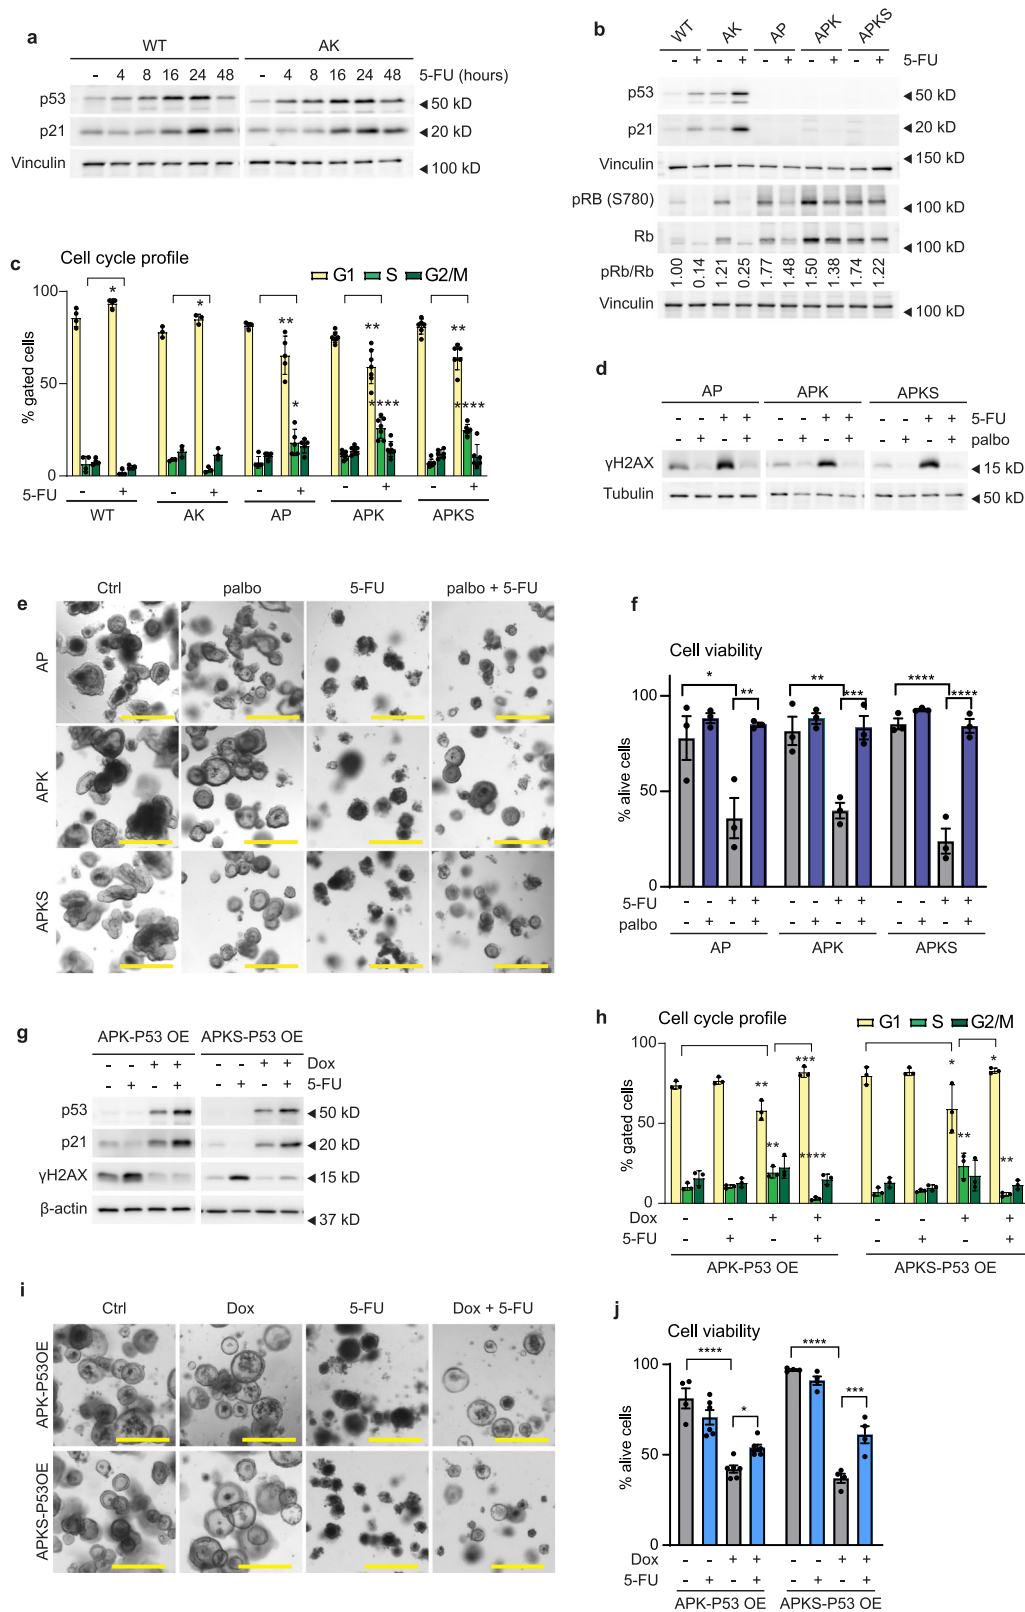 a
WT AK
- 4 8 16 24 48 - 4 8 16 24 48 5-FU (hours)
p53 ◄ 50 kD
p21 ◄ 20 kD
Vinculin ◄ 100 kD
b
WT AK AP APK APKS
- + - + - + - + - + 5-FU
p53 ◄ 50 kD
p21 ◄ 20 kD
Vinculin ◄ 150 kD
pRB (S780) ◄ 100 kD
Rb ◄ 100 kD
pRb/Rb 1.00 0.14 1.21 0.25 1.77 1.48 1.50 1.38 1.74 1.22
Vinculin ◄ 100 kD
c
Cell cycle profile
G1 S G2/M
% gated cells
100
50
0
* * ** ** **
* **** ****
5-FU - + - + - + - + - +
WT AK AP APK APKS
d
AP APK APKS
- - + + - - + + - - + + 5-FU
- + - + - + - + - + - + palbo
γH2AX ◄ 15 kD
Tubulin ◄ 50 kD
e
Ctrl palbo 5-FU palbo + 5-FU
AP
APK
APKS
f
Cell viability
% alive cells
100
50
0
* ** ** *** **** ****
5-FU - - + + - - + + - - + +
palbo - + - + - + - + - + - +
AP APK APKS
g
APK-P53 OE APKS-P53 OE
- - + + - - + + Dox
- + - + - + - + 5-FU
p53 ◄ 50 kD
p21 ◄ 20 kD
γH2AX ◄ 15 kD
β-actin ◄ 37 kD
h
Cell cycle profile
G1 S G2/M
% gated cells
100
50
0
** *** * *
** **** ** **
Dox - - + + - - + +
5-FU - + - + - + - +
APK-P53 OE APKS-P53 OE
i
Ctrl Dox 5-FU Dox + 5-FU
APK-P53OE
APKS-P53OE
j
Cell viability
% alive cells
100
50
0
**** * **** ***
Dox - - + + - - + +
5-FU - + - + - + - +
APK-P53 OE APKS-P53 OE